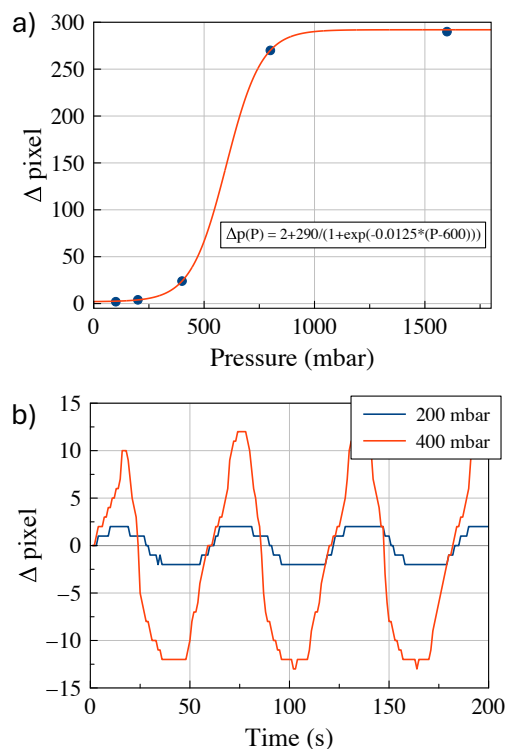 a)
300
250
200
150
100
50
0
Δ pixel
Δp(P) = 2+290/(1+exp(-0.0125*(P-600)))
0 500 1000 1500
Pressure (mbar)
b)
15
10
5
0
−5
−10
−15
Δ pixel
200 mbar
400 mbar
0 50 100 150 200
Time (s)